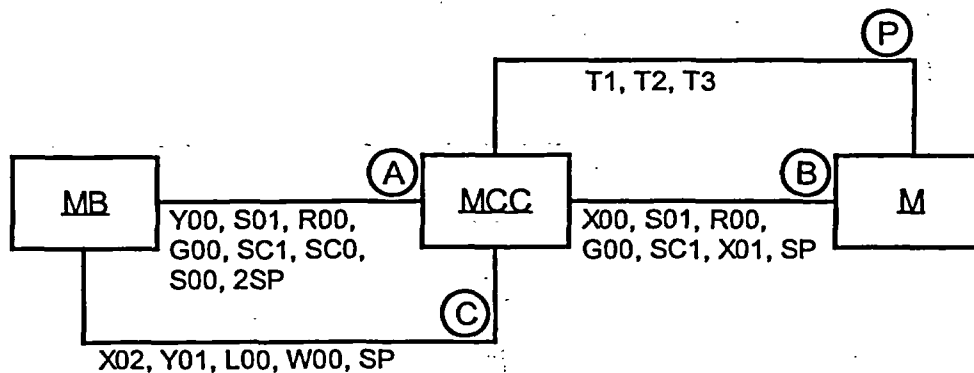 P
T1, T2, T3
MB
A
MCC
B
M
Y00, S01, R00,
G00, SC1, SC0,
S00, 2SP
X00, S01, R00,
G00, SC1, X01, SP
C
X02, Y01, L00, W00, SP